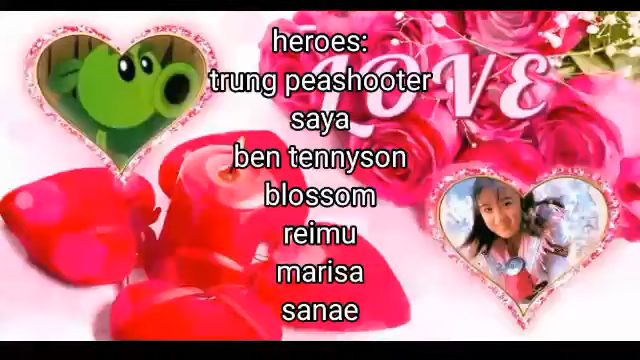 heroes:
trung peashooter
LOVE
saya
ben tennyson
blossom
reimu
marisa
sanae